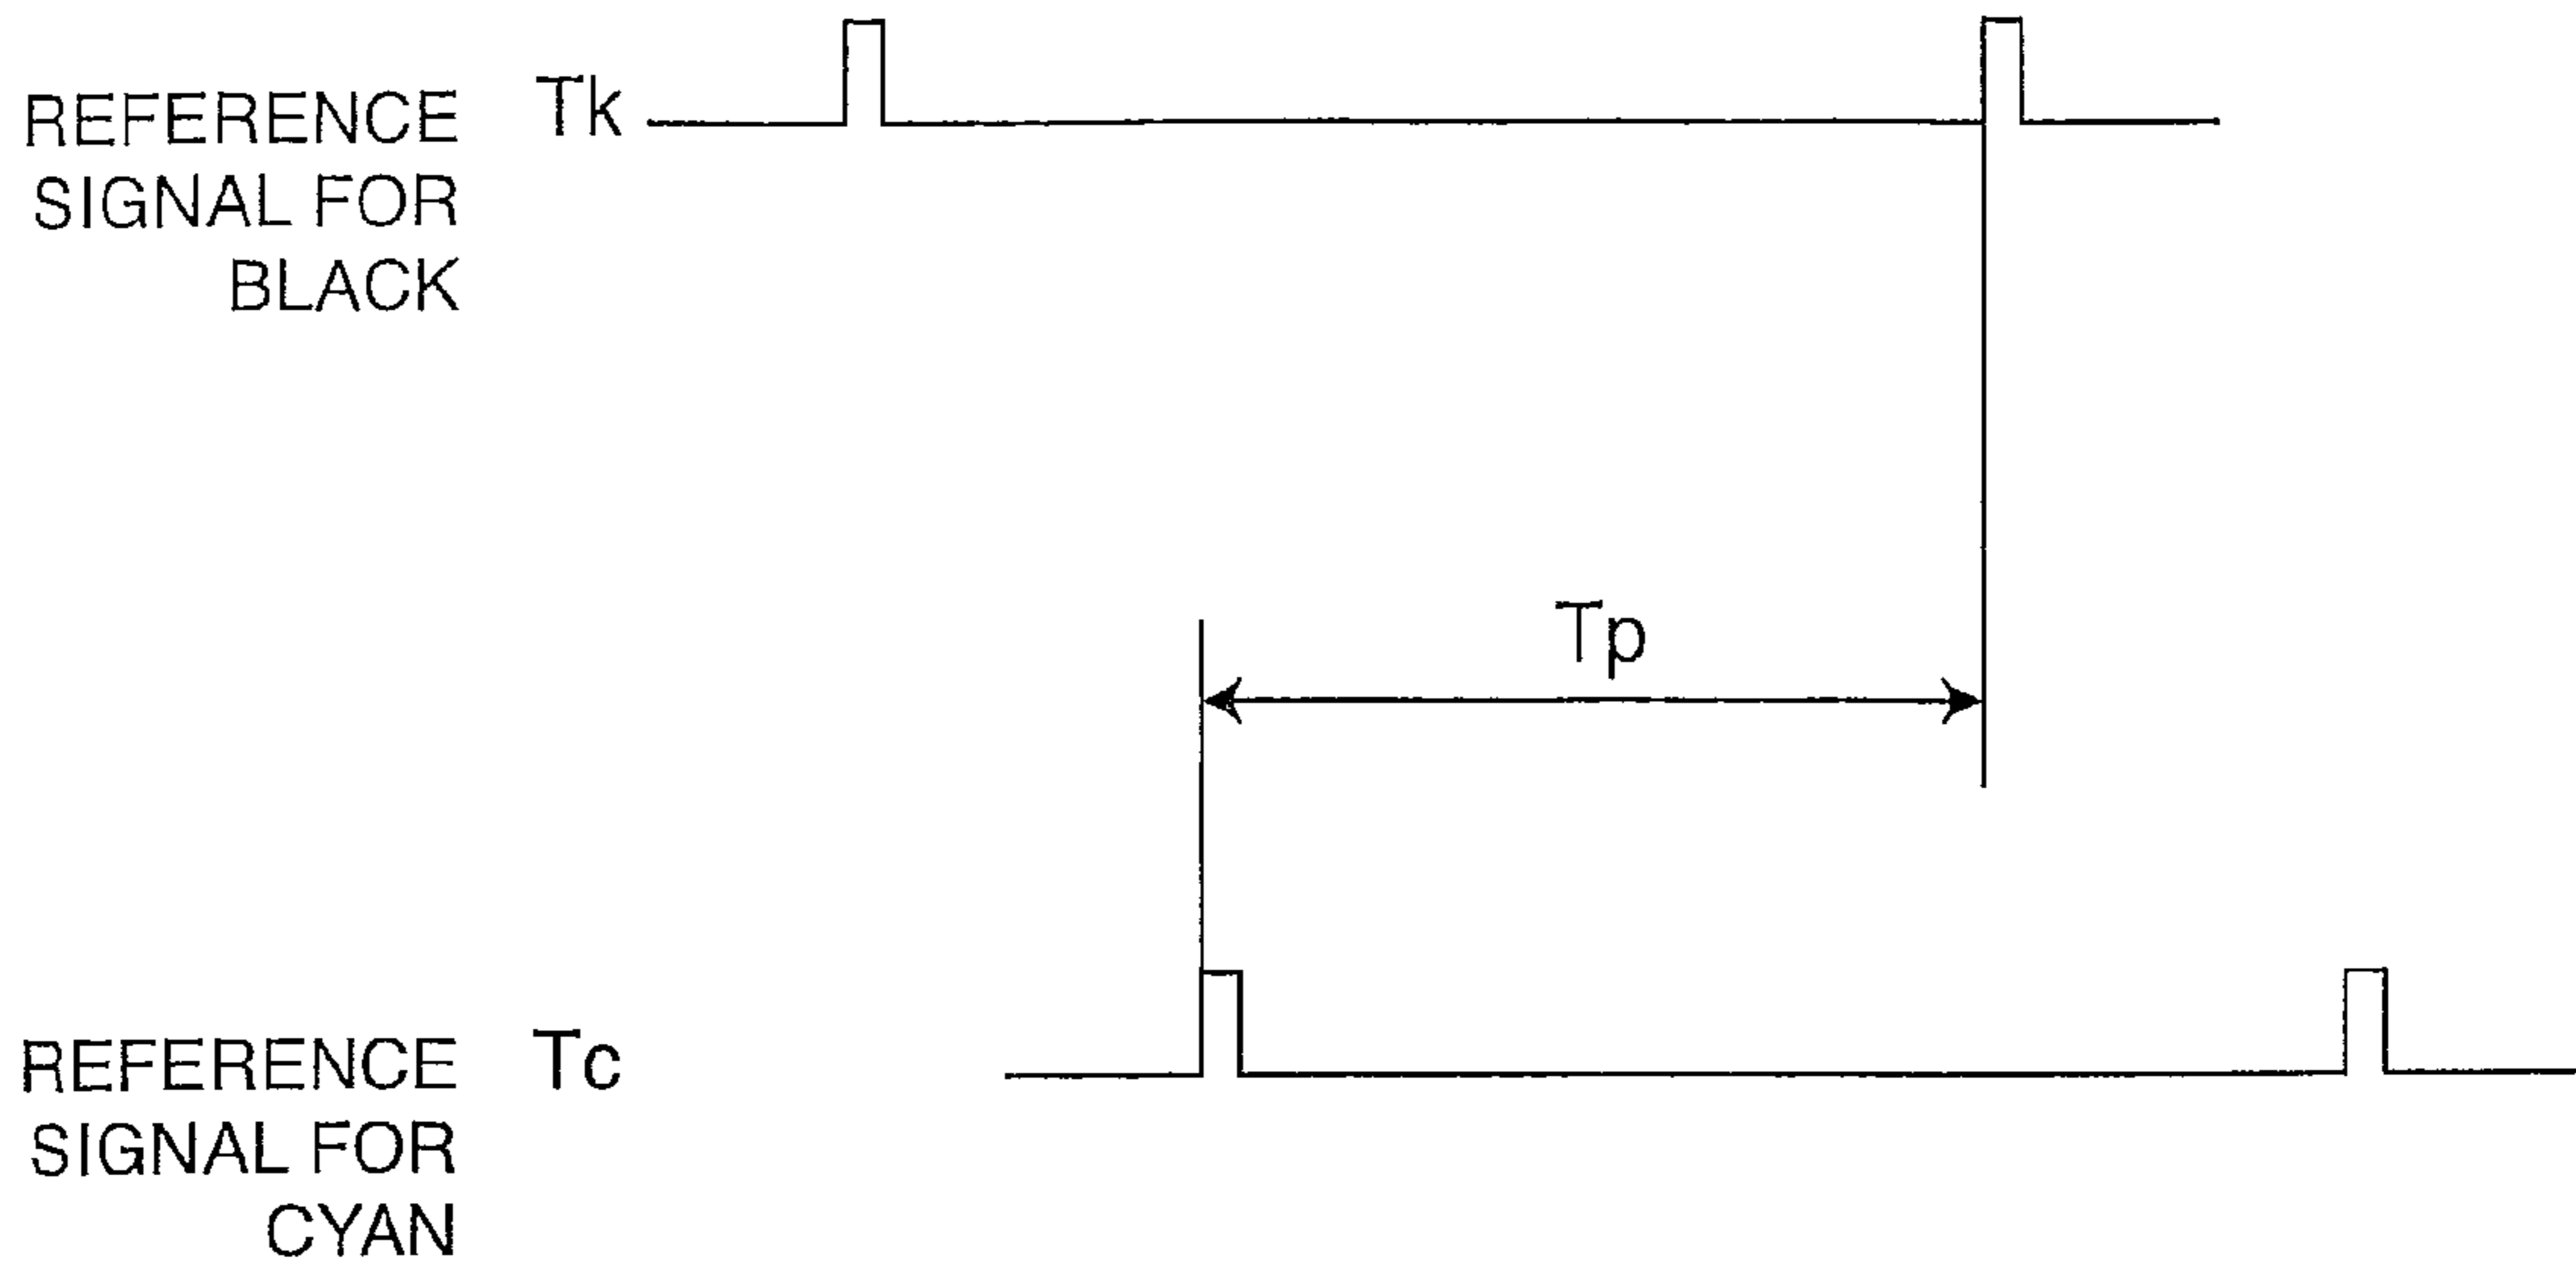 REFERENCE Tk
SIGNAL FOR
BLACK
Tp
REFERENCE Tc
SIGNAL FOR
CYAN